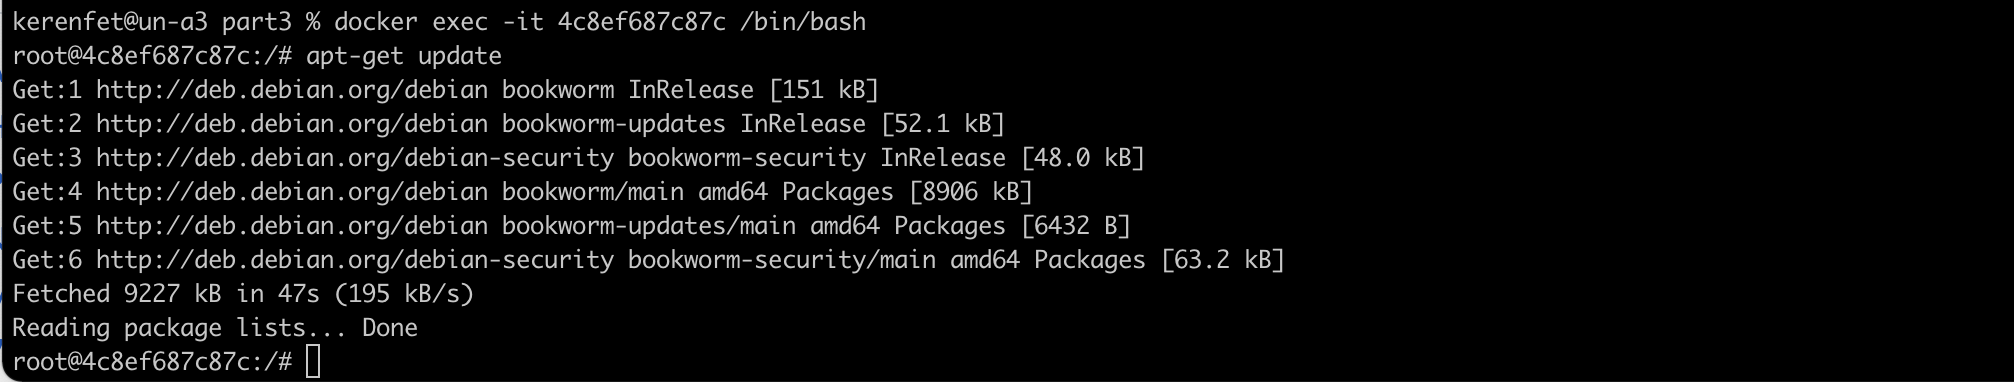 kerenfet@un-a3 part3 % docker exec -it 4c8ef687c87c /bin/bash
root@4c8ef687c87c:/# apt-get update
Get:1 http://deb.debian.org/debian bookworm InRelease [151 kB]
Get:2 http://deb.debian.org/debian bookworm-updates InRelease [52.1 kB]
Get:3 http://deb.debian.org/debian-security bookworm-security InRelease [48.0 kB]
Get:4 http://deb.debian.org/debian bookworm/main amd64 Packages [8906 kB]
Get:5 http://deb.debian.org/debian bookworm-updates/main amd64 Packages [6432 B]
Get:6 http://deb.debian.org/debian-security bookworm-security/main amd64 Packages [63.2 kB]
Fetched 9227 kB in 47s (195 kB/s)
Reading package lists... Done
root@4c8ef687c87c:/#